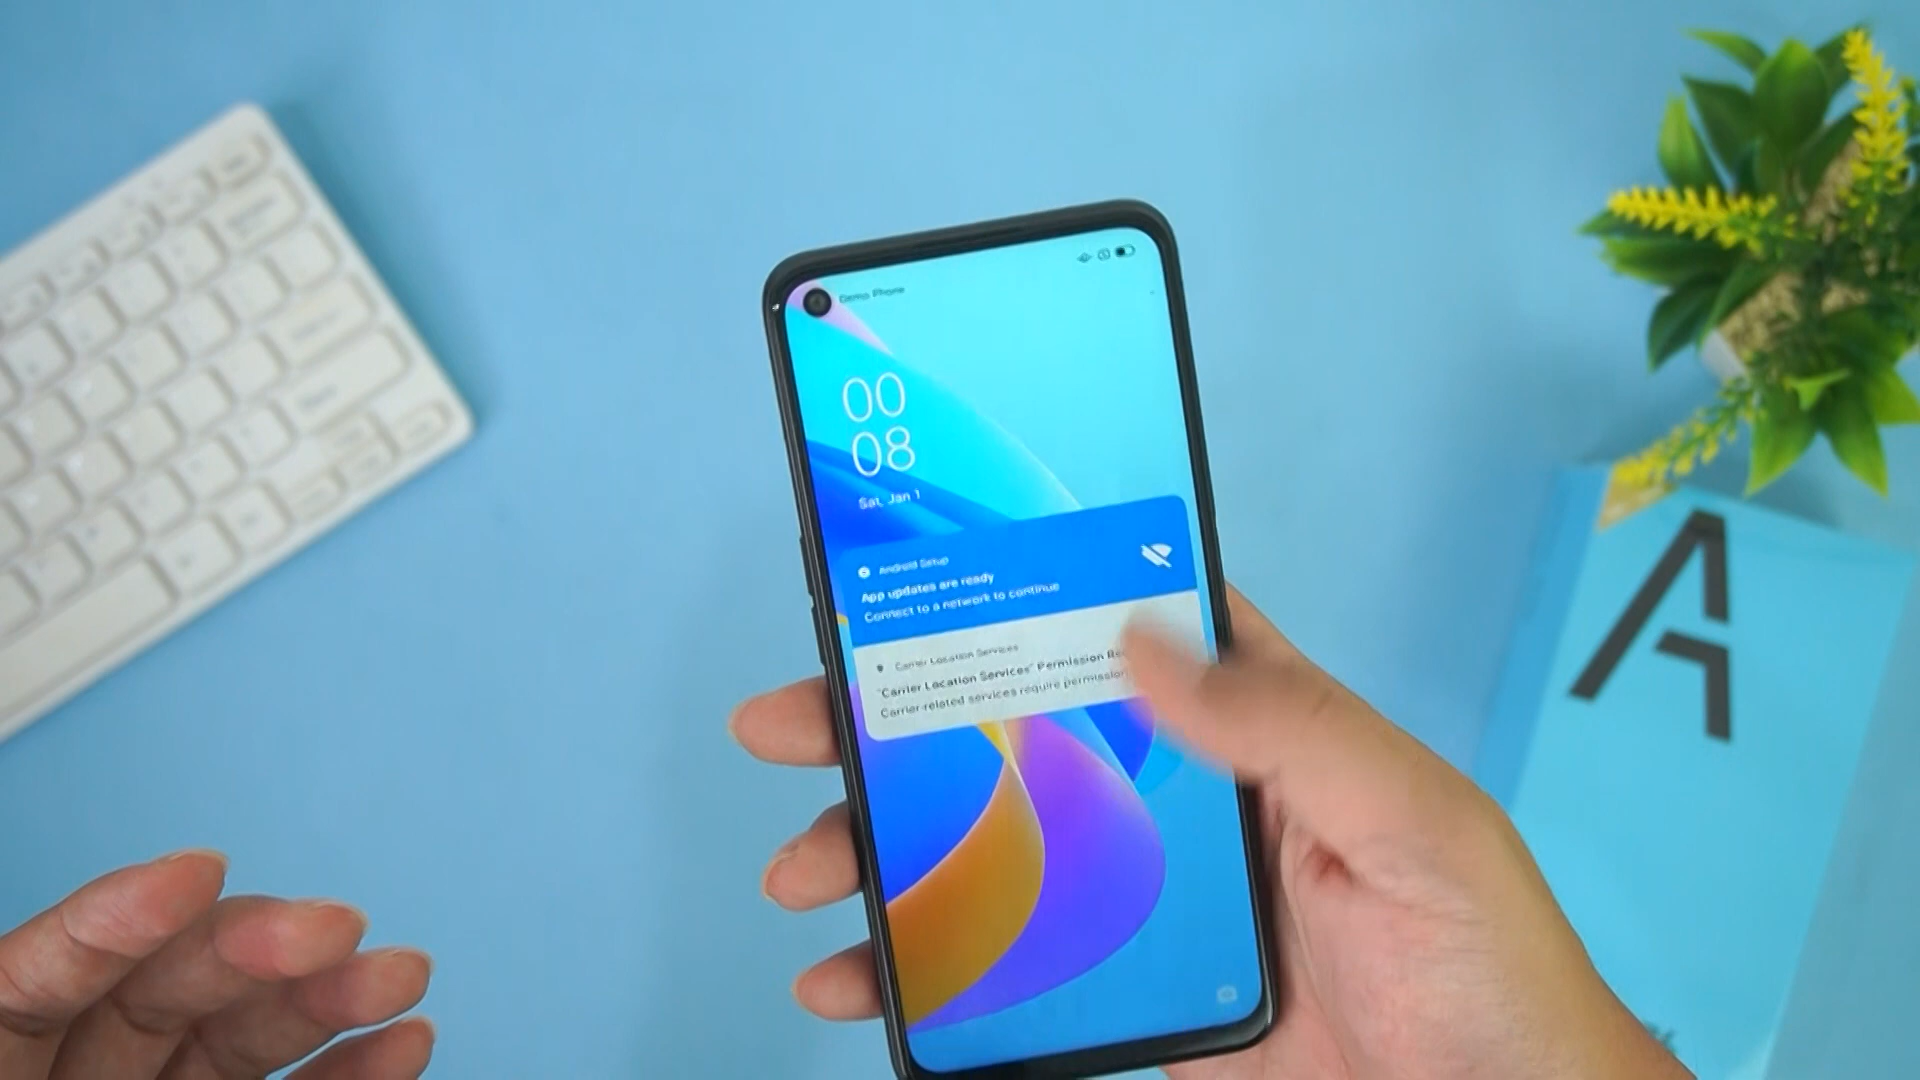 Demo Phone
00
08
Sat, Jan 1
Android Setup
App updates are ready
Connect to a network to continue
Carrier Location Services
"Carrier Location Services" Permission
Carrier-related services require permission
A